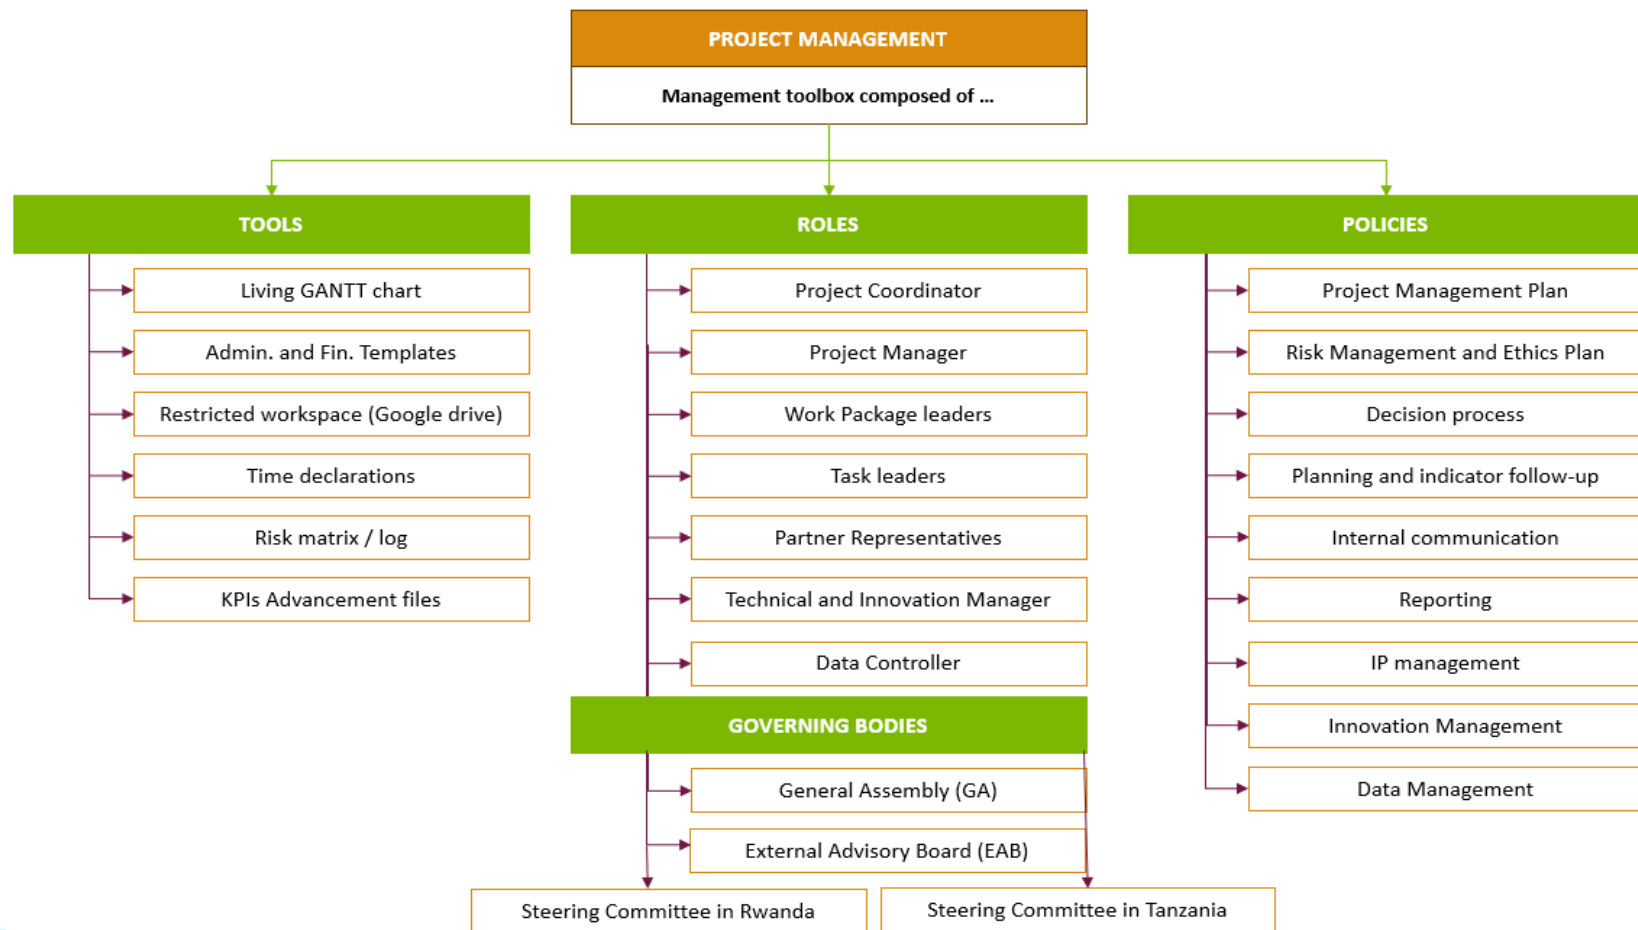 PROJECT MANAGEMENT
Management toolbox composed of ...
TOOLS
Living GANTT chart
Admin. and Fin. Templates
Restricted workspace (Google drive)
Time declarations
Risk matrix / log
KPIs Advancement files
ROLES
Project Coordinator
Project Manager
Work Package leaders
Task leaders
Partner Representatives
Technical and Innovation Manager
Data Controller
GOVERNING BODIES
General Assembly (GA)
External Advisory Board (EAB)
Steering Committee in Rwanda
Steering Committee in Tanzania
POLICIES
Project Management Plan
Risk Management and Ethics Plan
Decision process
Planning and indicator follow-up
Internal communication
Reporting
IP management
Innovation Management
Data Management